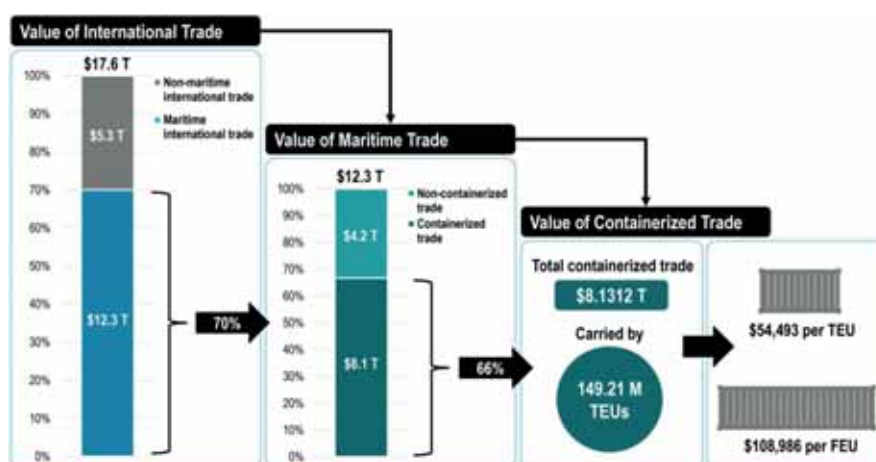 Value of International Trade
$17.6 T
100%
90%
80%
70%
60%
50%
40%
30%
20%
10%
0%
$5.3 T
$12.3 T
Non-maritime
international trade
Maritime
international trade
70%
Value of Maritime Trade
$12.3 T
100%
90%
80%
70%
60%
50%
40%
30%
20%
10%
0%
$4.2 T
$8.1 T
Non-containerized
trade
Containerized
trade
66%
Value of Containerized Trade
Total containerized trade
$8.1312 T
Carried by
149.21 M
TEUs
$54,493 per TEU
$108,986 per FEU